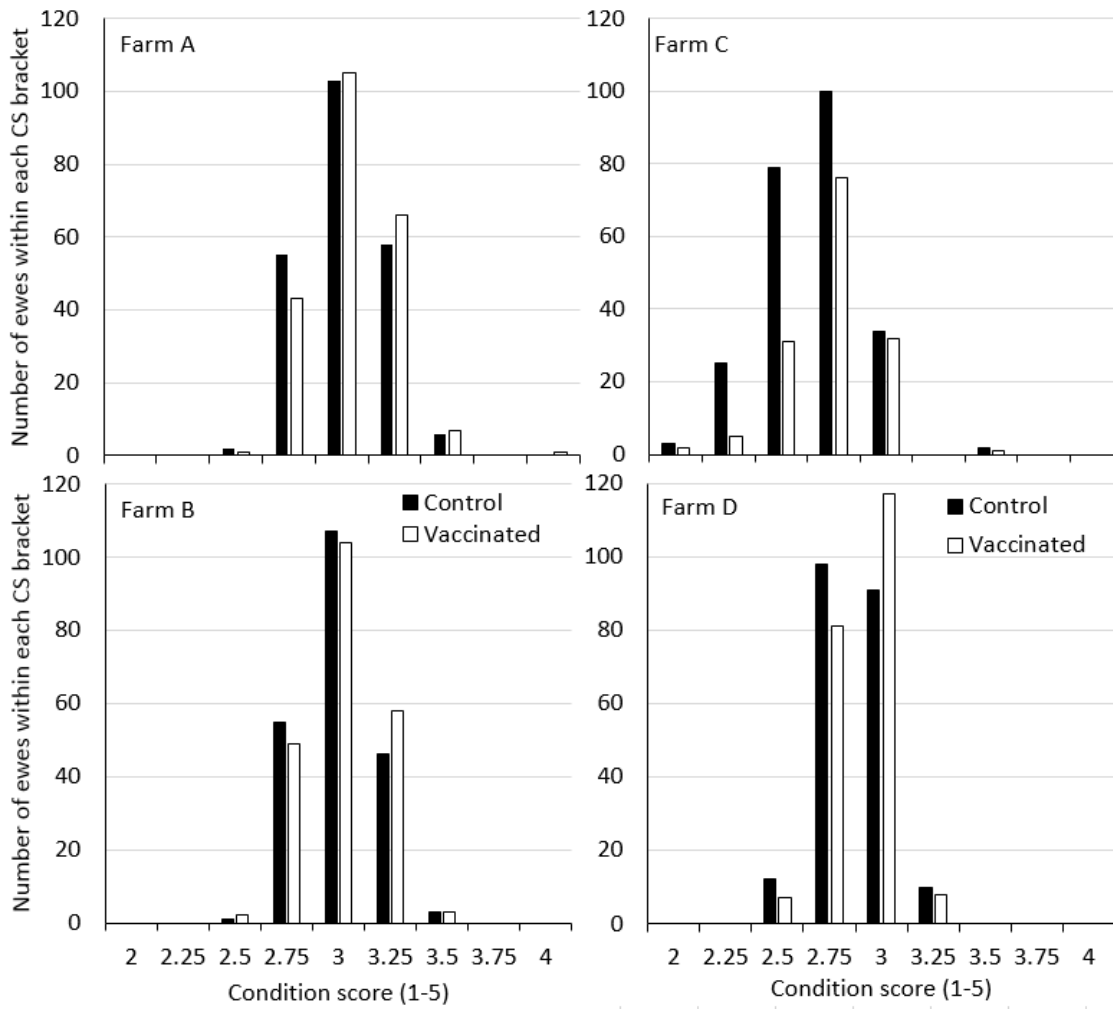 Number of ewes within each CS bracket
120
100
80
60
40
20
0
Farm A
120
100
80
60
40
20
0
Farm C
Number of ewes within each CS bracket
120
100
80
60
40
20
0
Farm B
Control
Vaccinated
2 2.25 2.5 2.75 3 3.25 3.5 3.75 4
Condition score (1-5)
120
100
80
60
40
20
0
Farm D
Control
Vaccinated
2 2.25 2.5 2.75 3 3.25 3.5 3.75 4
Condition score (1-5)